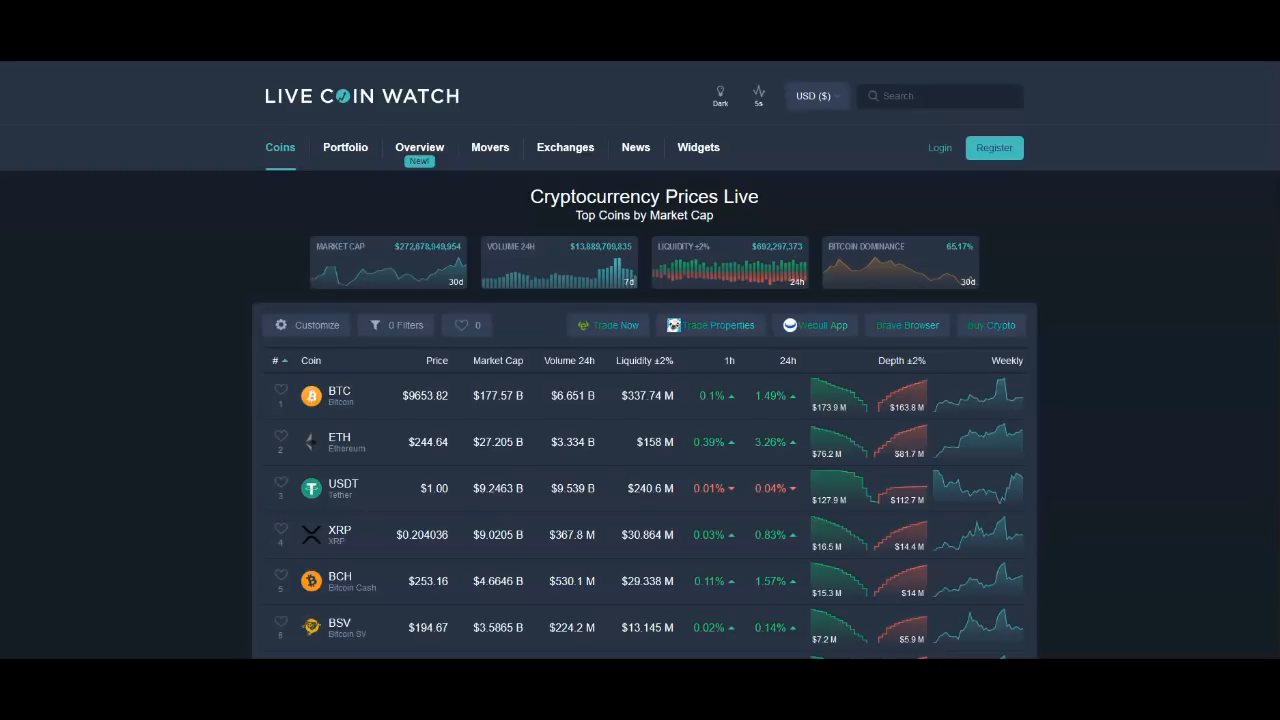 LIVE COIN WATCH
Dark
5s
USD ($)
Search
Coins Portfolio Overview Movers Exchanges News Widgets Login Register
New!
Cryptocurrency Prices Live
Top Coins by Market Cap
MARKET CAP $272,678,949,954 30d
VOLUME 24H $13,889,709,835 7d
LIQUIDITY ±2% $692,297,373 24h
BITCOIN DOMINANCE 65.17% 30d
Customize 0 Filters 0 Trade Now Trade Properties Webull App Brave Browser Buy Crypto
# Coin Price Market Cap Volume 24h Liquidity ±2% 1h 24h Depth ±2% Weekly
1 BTC Bitcoin $9653.82 $177.57 B $6.651 B $337.74 M 0.1% 1.49% $173.9 M $163.8 M
2 ETH Ethereum $244.64 $27.205 B $3.334 B $158 M 0.39% 3.26% $76.2 M $81.7 M
3 USDT Tether $1.00 $9.2463 B $9.539 B $240.6 M 0.01% 0.04% $127.9 M $112.7 M
4 XRP XRP $0.204036 $9.0205 B $367.8 M $30.864 M 0.03% 0.83% $16.5 M $14.4 M
5 BCH Bitcoin Cash $253.16 $4.6646 B $530.1 M $29.338 M 0.11% 1.57% $15.3 M $14 M
6 BSV Bitcoin SV $194.67 $3.5865 B $224.2 M $13.145 M 0.02% 0.14% $7.2 M $5.9 M